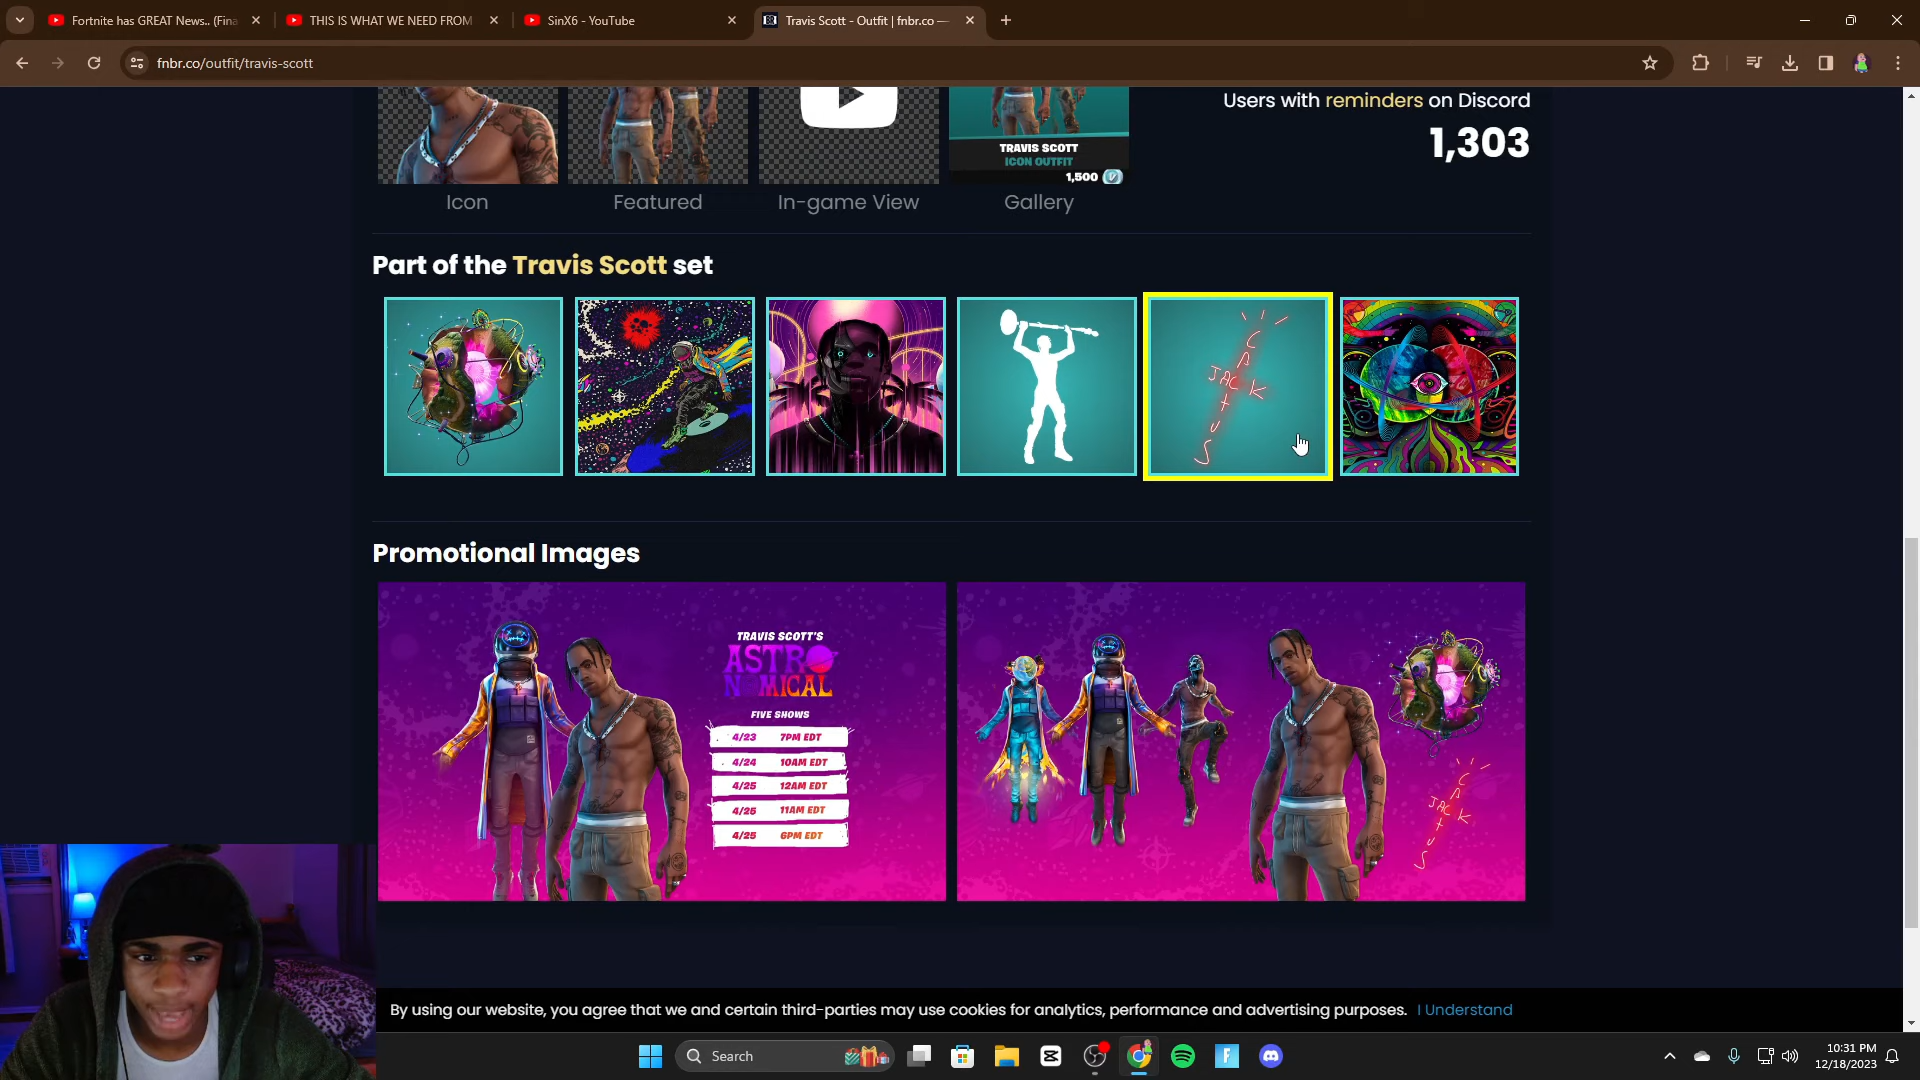 Fortnite has GREAT News.. (Fina
THIS IS WHAT WE NEED FROM
SinX6 - YouTube
Travis Scott - Outfit | fnbr.co —
fnbr.co/outfit/travis-scott
Users with reminders on Discord
1,303
TRAVIS SCOTT
ICON OUTFIT
1,500
Icon
Featured
In-game View
Gallery
Part of the Travis Scott set
CACTUS
JACK
Promotional Images
TRAVIS SCOTT'S
ASTRONOMICAL
FIVE SHOWS
4/23 7PM EDT
4/24 10AM EDT
4/25 12AM EDT
4/25 11AM EDT
4/25 6PM EDT
CACTUS
JACK
By using our website, you agree that we and certain third-parties may use cookies for analytics, performance and advertising purposes. I Understand
Search
10:31 PM
12/18/2023